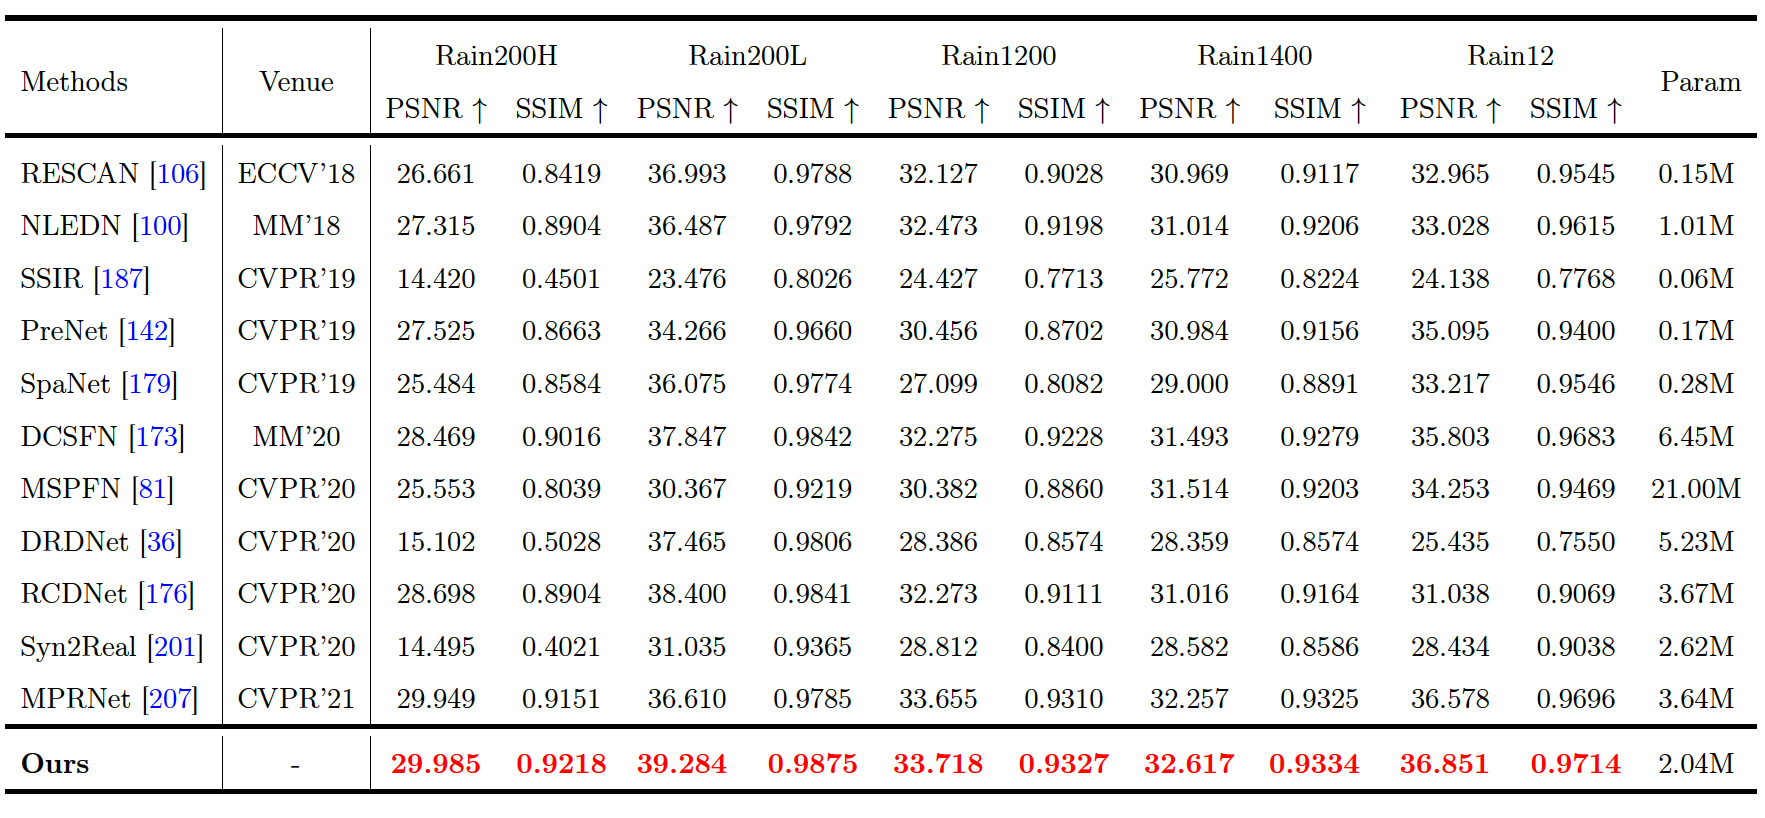 Methods Venue Rain200H Rain200L Rain1200 Rain1400 Rain12 Param
PSNR ↑ SSIM ↑ PSNR ↑ SSIM ↑ PSNR ↑ SSIM ↑ PSNR ↑ SSIM ↑ PSNR ↑ SSIM ↑
RESCAN [106] ECCV'18 26.661 0.8419 36.993 0.9788 32.127 0.9028 30.969 0.9117 32.965 0.9545 0.15M
NLEDN [100] MM'18 27.315 0.8904 36.487 0.9792 32.473 0.9198 31.014 0.9206 33.028 0.9615 1.01M
SSIR [187] CVPR'19 14.420 0.4501 23.476 0.8026 24.427 0.7713 25.772 0.8224 24.138 0.7768 0.06M
PreNet [142] CVPR'19 27.525 0.8663 34.266 0.9660 30.456 0.8702 30.984 0.9156 35.095 0.9400 0.17M
SpaNet [179] CVPR'19 25.484 0.8584 36.075 0.9774 27.099 0.8082 29.000 0.8891 33.217 0.9546 0.28M
DCSFN [173] MM'20 28.469 0.9016 37.847 0.9842 32.275 0.9228 31.493 0.9279 35.803 0.9683 6.45M
MSPFN [81] CVPR'20 25.553 0.8039 30.367 0.9219 30.382 0.8860 31.514 0.9203 34.253 0.9469 21.00M
DRDNet [36] CVPR'20 15.102 0.5028 37.465 0.9806 28.386 0.8574 28.359 0.8574 25.435 0.7550 5.23M
RCDNet [176] CVPR'20 28.698 0.8904 38.400 0.9841 32.273 0.9111 31.016 0.9164 31.038 0.9069 3.67M
Syn2Real [201] CVPR'20 14.495 0.4021 31.035 0.9365 28.812 0.8400 28.582 0.8586 28.434 0.9038 2.62M
MPRNet [207] CVPR'21 29.949 0.9151 36.610 0.9785 33.655 0.9310 32.257 0.9325 36.578 0.9696 3.64M
Ours - 29.985 0.9218 39.284 0.9875 33.718 0.9327 32.617 0.9334 36.851 0.9714 2.04M